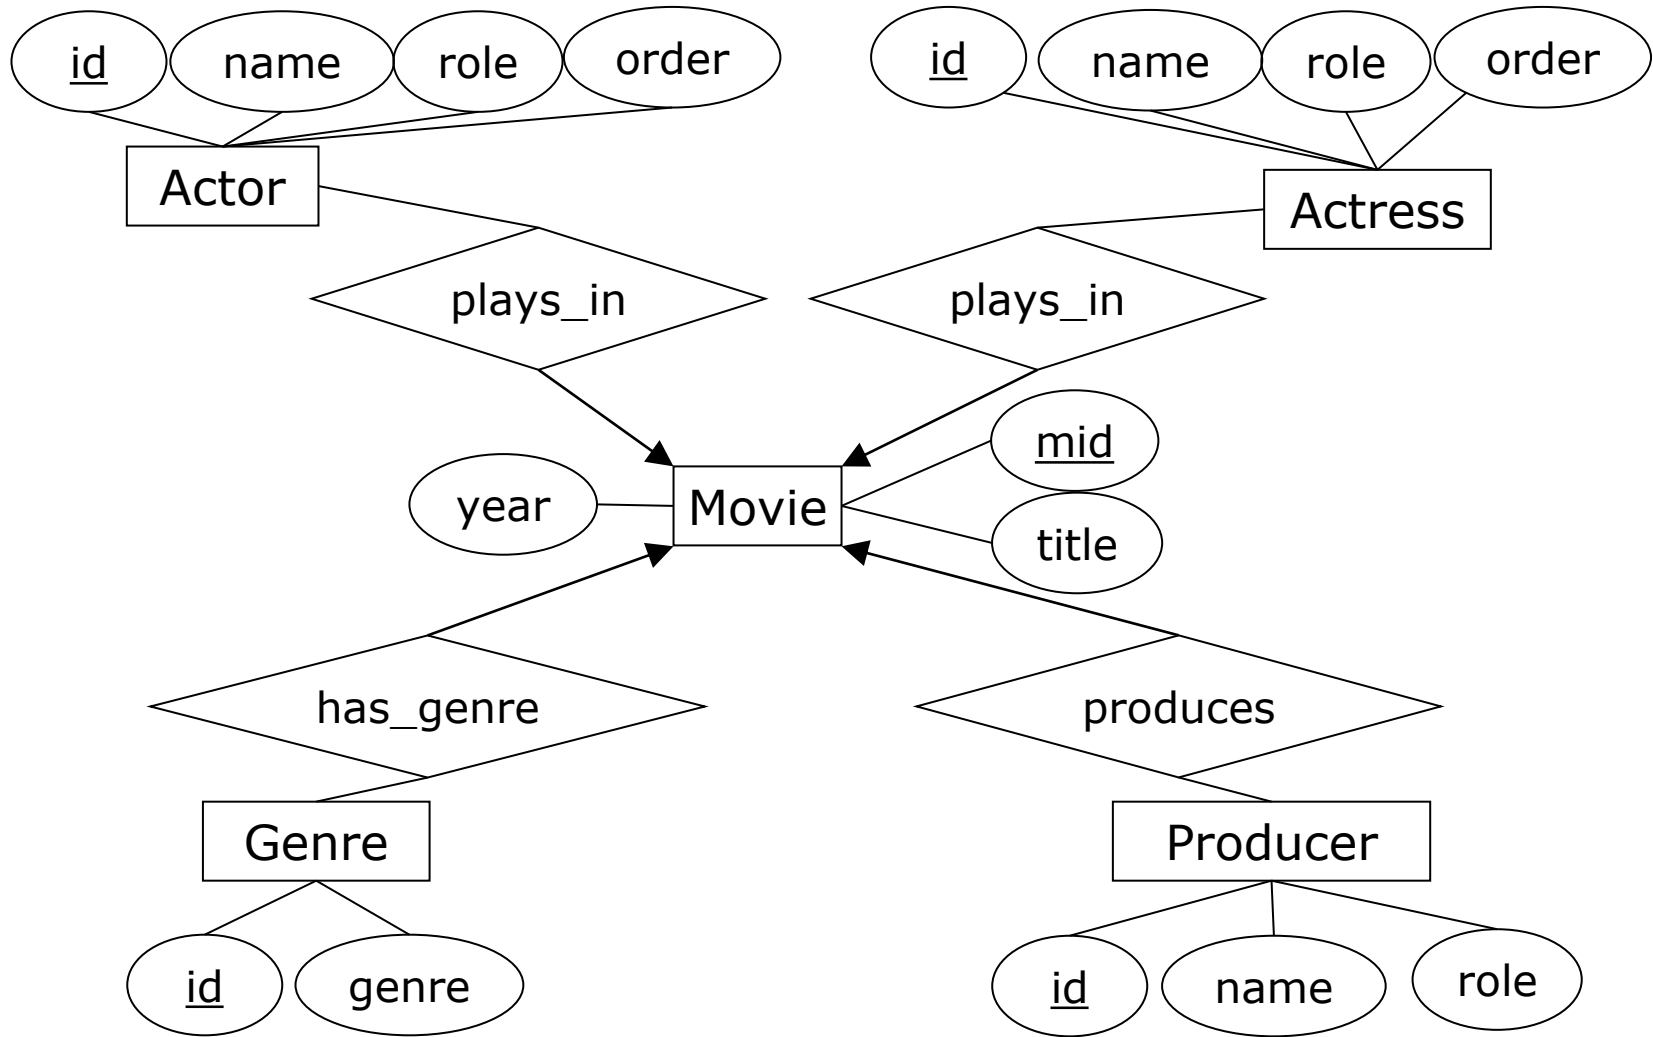 id name role order
id name role order
Actor
Actress
plays_in
plays_in
mid
year
Movie
title
has_genre
produces
Genre
Producer
id genre
id name role